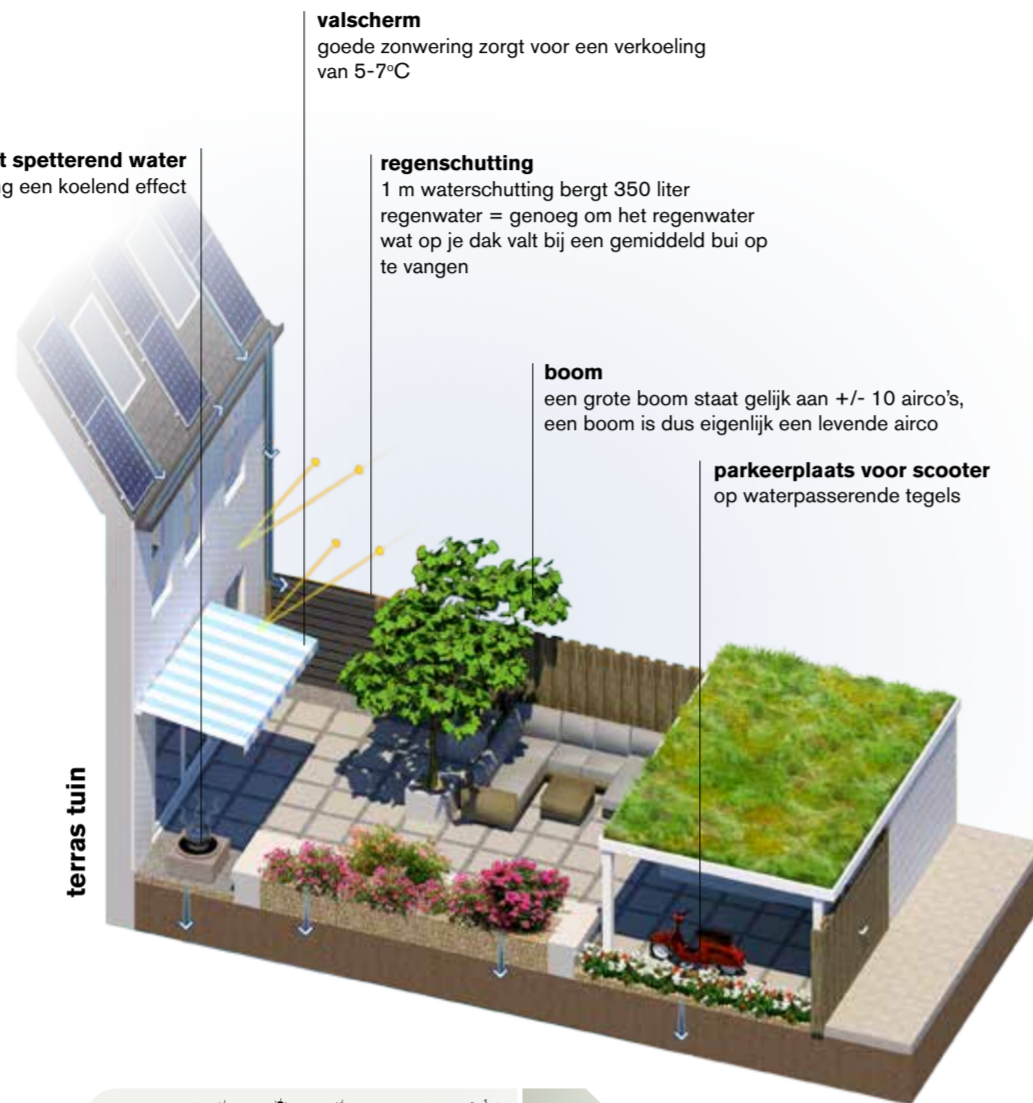 valscherm
goede zonwering zorgt voor een verkoeling
van 5-7°C
t spetterend water
g een koelend effect
regenschutting
1 m waterschutting bergt 350 liter
regenwater = genoeg om het regenwater
wat op je dak valt bij een gemiddeld bui op
te vangen
boom
een grote boom staat gelijk aan +/- 10 airco's,
een boom is dus eigenlijk een levende airco
parkeerplaats voor scooter
op waterpasserende tegels
terras tuin